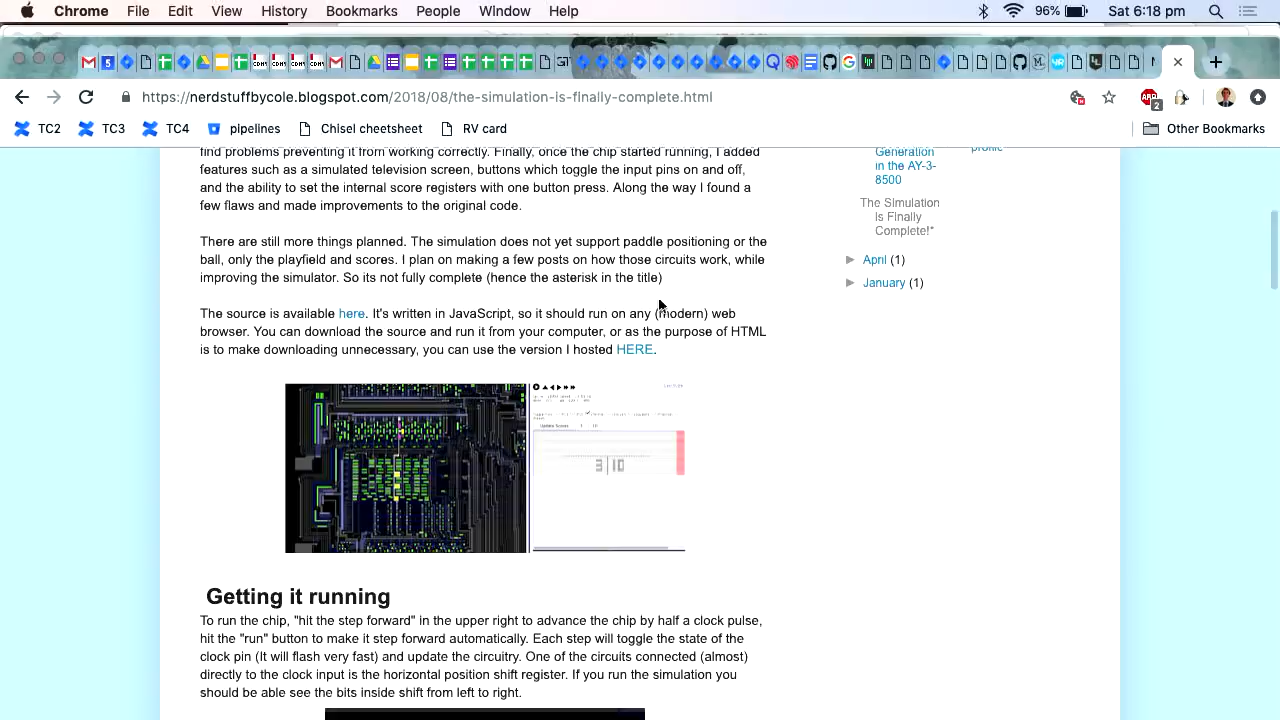 Chrome File Edit View History Bookmarks People Window Help 96% Sat 6:18 pm
https://nerdstuffbycole.blogspot.com/2018/08/the-simulation-is-finally-complete.html
TC2 TC3 TC4 pipelines Chisel cheetsheet RV card Other Bookmarks
find problems preventing it from working correctly. Finally, once the chip started running, I added
features such as a simulated television screen, buttons which toggle the input pins on and off,
and the ability to set the internal score registers with one button press. Along the way I found a
few flaws and made improvements to the original code.
There are still more things planned. The simulation does not yet support paddle positioning or the
ball, only the playfield and scores. I plan on making a few posts on how those circuits work, while
improving the simulator. So its not fully complete (hence the asterisk in the title)
The source is available here. It's written in JavaScript, so it should run on any (modern) web
browser. You can download the source and run it from your computer, or as the purpose of HTML
is to make downloading unnecessary, you can use the version I hosted HERE.
Update Scores
3 10
Getting it running
To run the chip, "hit the step forward" in the upper right to advance the chip by half a clock pulse,
hit the "run" button to make it step forward automatically. Each step will toggle the state of the
clock pin (It will flash very fast) and update the circuitry. One of the circuits connected (almost)
directly to the clock input is the horizontal position shift register. If you run the simulation you
should be able see the bits inside shift from left to right.
Generation
in the AY-3-
8500
The Simulation
is Finally
Complete!*
► April (1)
► January (1)
profile